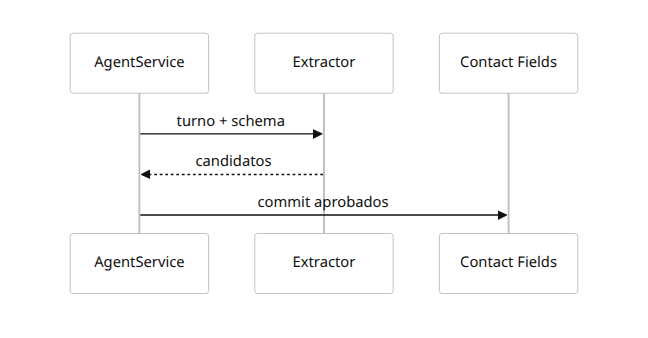 AgentService
Extractor
Contact Fields
turno + schema
candidatos
commit aprobados
AgentService
Extractor
Contact Fields